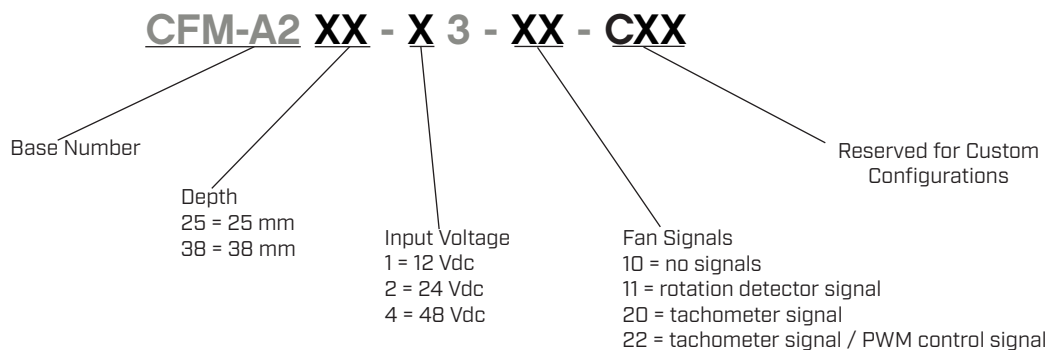 CFM-A2 XX - X 3 - XX - CXX
Base Number
Depth
25 = 25 mm
38 = 38 mm
Input Voltage
1 = 12 Vdc
2 = 24 Vdc
4 = 48 Vdc
Fan Signals
10 = no signals
11 = rotation detector signal
20 = tachometer signal
22 = tachometer signal / PWM control signal
Reserved for Custom
Configurations